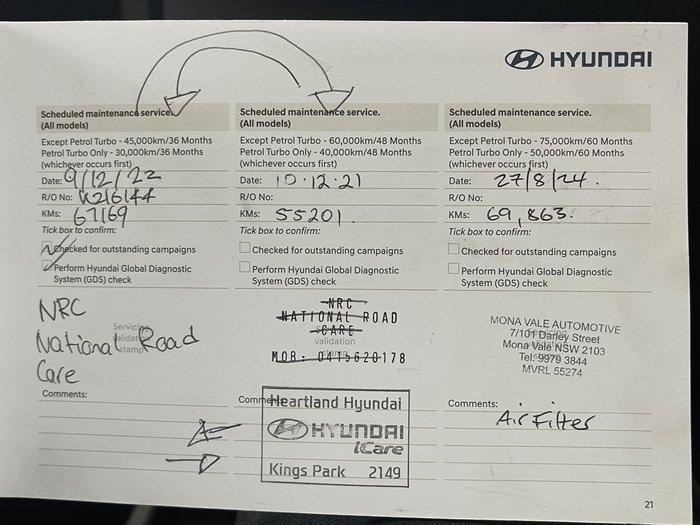 HYUNDAI
Scheduled maintenance service.
(All models)
Except Petrol Turbo - 45,000km/36 Months
Petrol Turbo Only - 30,000km/36 Months
(whichever occurs first)
Date: 9/12/22
R/O No: K216144
KMs: 67169
Tick box to confirm:
Checked for outstanding campaigns
Perform Hyundai Global Diagnostic
System (GDS) check
NRC
National Road
Care
Servicing
validation
stamp
Comments:
Scheduled maintenance service.
(All models)
Except Petrol Turbo - 60,000km/48 Months
Petrol Turbo Only - 40,000km/48 Months
(whichever occurs first)
Date: 10.12.21
R/O No:
KMs: 55201
Tick box to confirm:
Checked for outstanding campaigns
Perform Hyundai Global Diagnostic
System (GDS) check
NRC
NATIONAL ROAD
CARE
validation
MOB: 0415620178
Comments:
Heartland Hyundai
HYUNDAI
iCare
Kings Park 2149
Scheduled maintenance service.
(All models)
Except Petrol Turbo - 75,000km/60 Months
Petrol Turbo Only - 50,000km/60 Months
(whichever occurs first)
Date: 27/8/24.
R/O No:
KMs: 69,863.
Tick box to confirm:
Checked for outstanding campaigns
Perform Hyundai Global Diagnostic
System (GDS) check
MONA VALE AUTOMOTIVE
7/10 Darley Street
Mona Vale NSW 2103
Tel: 9979 3844
MVRL 55274
Comments:
Air Filter
21